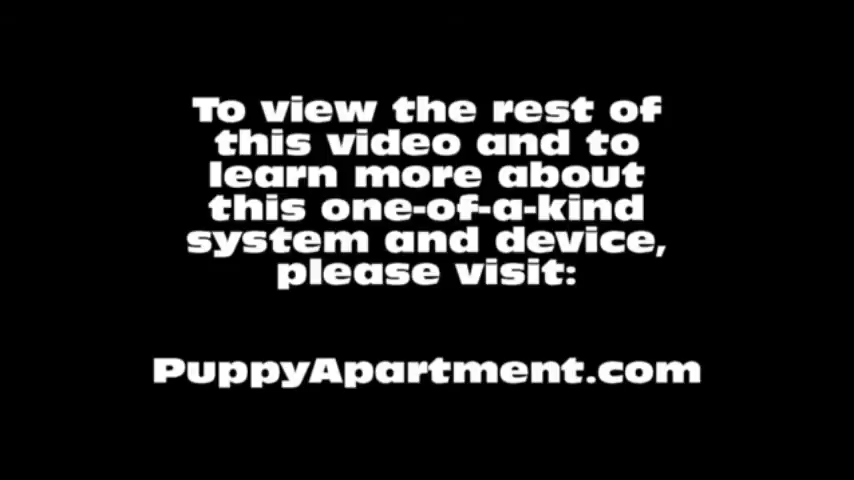 To view the rest of
this video and to
learn more about
this one-of-a-kind
system and device,
please visit:
PuppyApartment.com